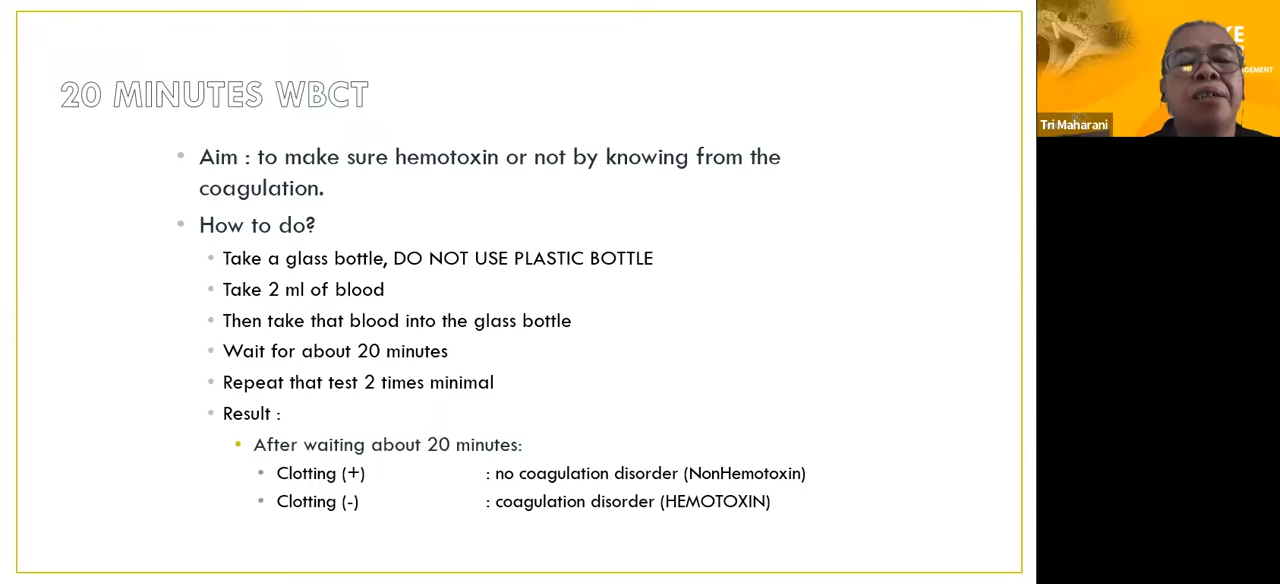 20 MINUTES WBCT
• Aim : to make sure hemotoxin or not by knowing from the
coagulation.
• How to do?
• Take a glass bottle, DO NOT USE PLASTIC BOTTLE
• Take 2 ml of blood
• Then take that blood into the glass bottle
• Wait for about 20 minutes
• Repeat that test 2 times minimal
• Result :
• After waiting about 20 minutes:
• Clotting (+) : no coagulation disorder (NonHemotoxin)
• Clotting (-) : coagulation disorder (HEMOTOXIN)
Tri Maharani